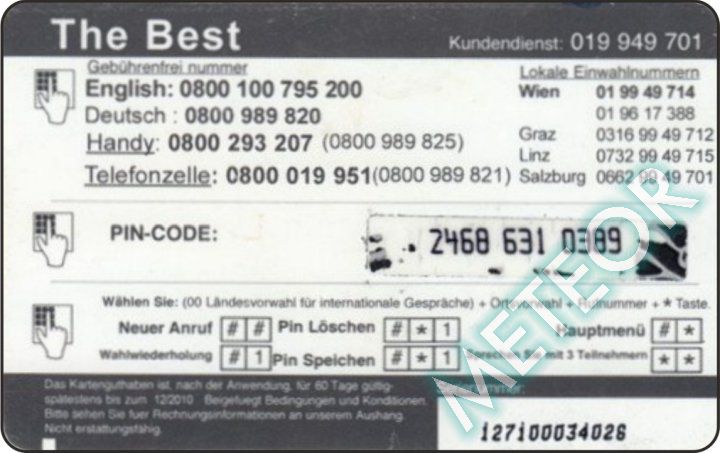 The Best
Kundendienst: 019 949 701
Gebührenfrei nummer
English: 0800 100 795 200
Deutsch : 0800 989 820
Handy: 0800 293 207 (0800 989 825)
Telefonzelle: 0800 019 951(0800 989 821)
Lokale Einwahlnummern
Wien 01 99 49 714
01 96 17 388
Graz 0316 99 49 712
Linz 0732 99 49 715
Salzburg 0662 99 49 701
PIN-CODE: 2468 631 0389
Wählen Sie: (00 Ländesvorwahl für internationale Gespräche) + Ortsvorwahl + Rufnummer + * Taste.
Neuer Anruf # # Pin Löschen # * 1 Hauptmenü # *
Wahlwiederholung # 1 Pin Speichen # * 1 Sprechen Sie mit 3 Teilnehmern * *
Das Kartenguthaben ist, nach der Anwendung, für 60 Tage gültig-
spätestens bis zum 12/2010 Beigefuegt Bedingungen und Konditionen.
Bitte sehen Sie fuer Rechnungsinformationen an unserem Aushang.
Nicht erstattungsfähig.
127100034026
METEOR